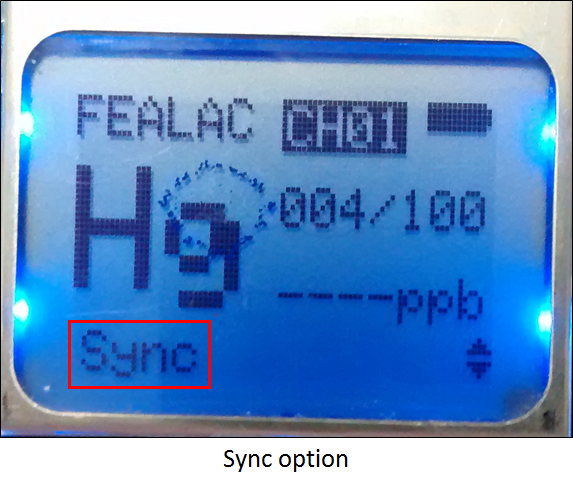 FEALAC CH01
Hg 004/100
----ppb
Sync
Sync option